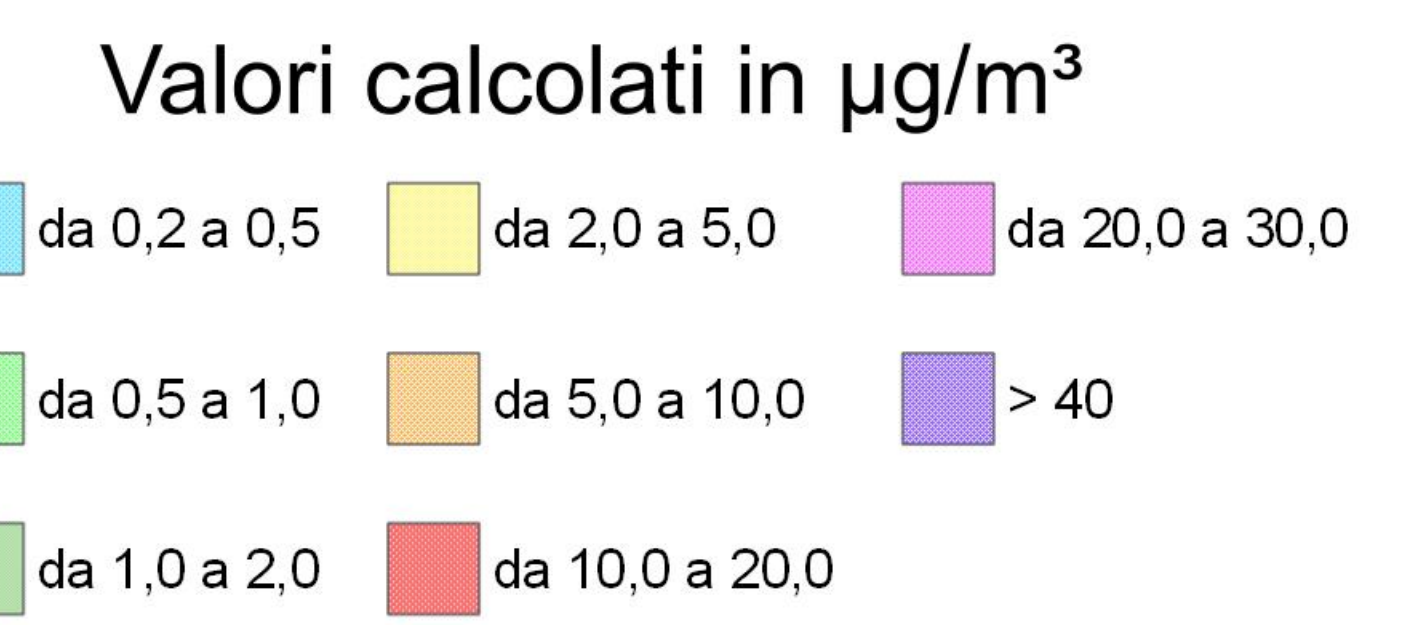 Valori calcolati in µg/m³
da 0,2 a 0,5
da 0,5 a 1,0
da 1,0 a 2,0
da 2,0 a 5,0
da 5,0 a 10,0
da 10,0 a 20,0
da 20,0 a 30,0
> 40